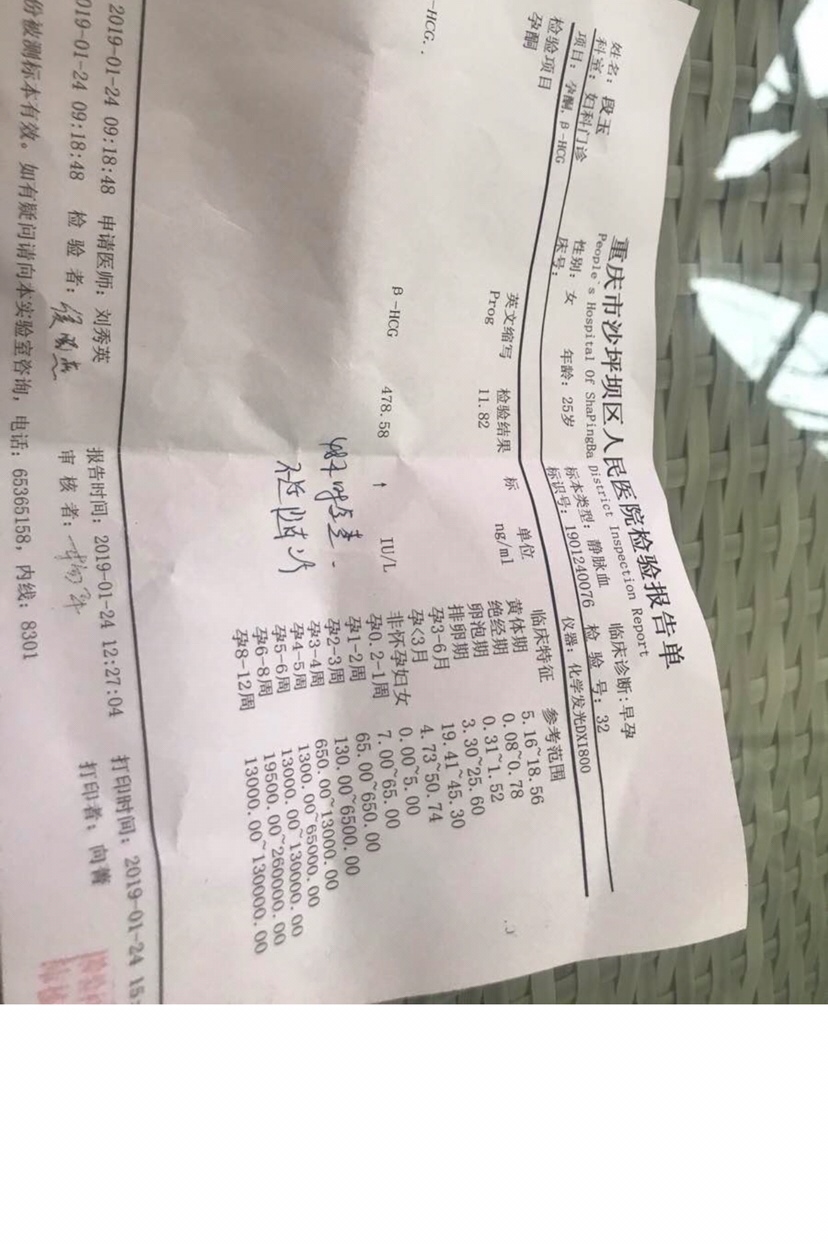 重庆市沙坪坝区人民医院检验报告单
People`s Hospital Of ShaPingBa District Inspection Report
姓名: 段玉 性别: 女 年龄: 25岁 标本类型: 静脉血 临床诊断:早孕
科室: 妇科门诊 床号: 标识号: 1901240076 检 验 号: 32
项目: 孕酮, β-HCG 仪器: 化学发光DXI800
检验项目 英文缩写 检验结果 标 单位 临床特征 参考范围
孕酮 Prog 11.82 ng/ml 黄体期 5.16~18.56
绝经期 0.08~0.78
卵泡期 0.31~1.52
排卵期 3.30~25.60
孕3-6月 19.41~45.30
孕<3月 4.73~50.74
-HCG.. β-HCG 478.58 ↑ IU/L 非怀孕妇女 0.00~5.00
孕0.2-1周 7.00~65.00
孕1-2周 65.00~650.00
孕2-3周 130.00~6500.00
孕3-4周 650.00~13000.00
孕4-5周 1300.00~65000.00
孕5-6周 13000.00~130000.00
孕6-8周 19500.00~260000.00
孕8-12周 13000.00~130000.00
2019-01-24 09:18:48 申请医师: 刘秀英 报告时间: 2019-01-24 12:27:04 打印时间: 2019-01-24 15:
019-01-24 09:18:48 检 验 者: 审 核 者: 打印者: 向蕾
份被测标本有效。如有疑问请向本实验室咨询, 电话: 65365158, 内线: 8301